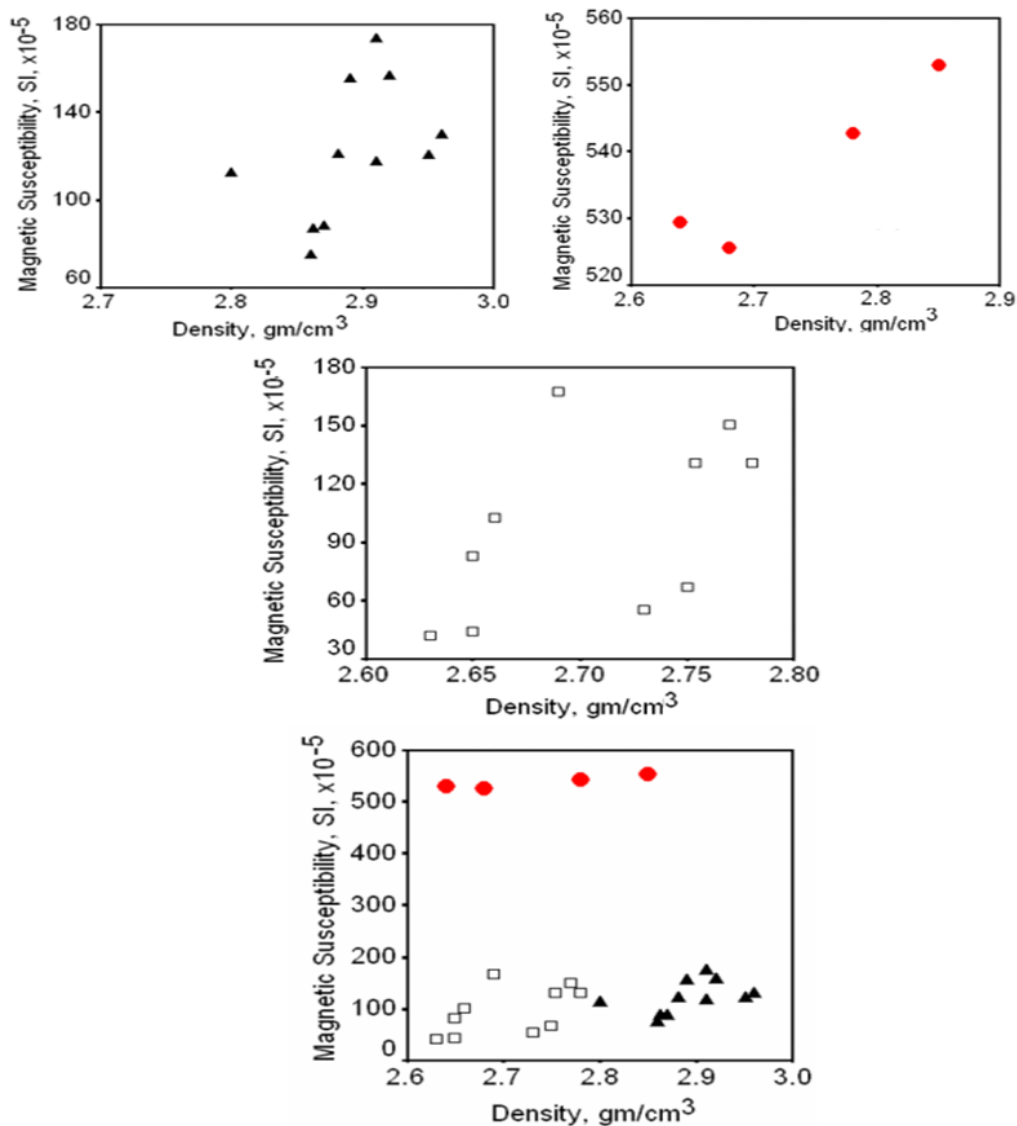 Magnetic Susceptibility, SI, x10-5
180
140
100
60
2.7 2.8 2.9 3.0
Density, gm/cm3
Magnetic Susceptibility, SI, x10-5
560
550
540
530
520
2.6 2.7 2.8 2.9
Density, gm/cm3
Magnetic Susceptibility, SI, x10-5
180
150
120
90
60
30
2.60 2.65 2.70 2.75 2.80
Density, gm/cm3
Magnetic Susceptibility, SI, x10-5
600
500
400
300
200
100
0
2.6 2.7 2.8 2.9 3.0
Density, gm/cm3